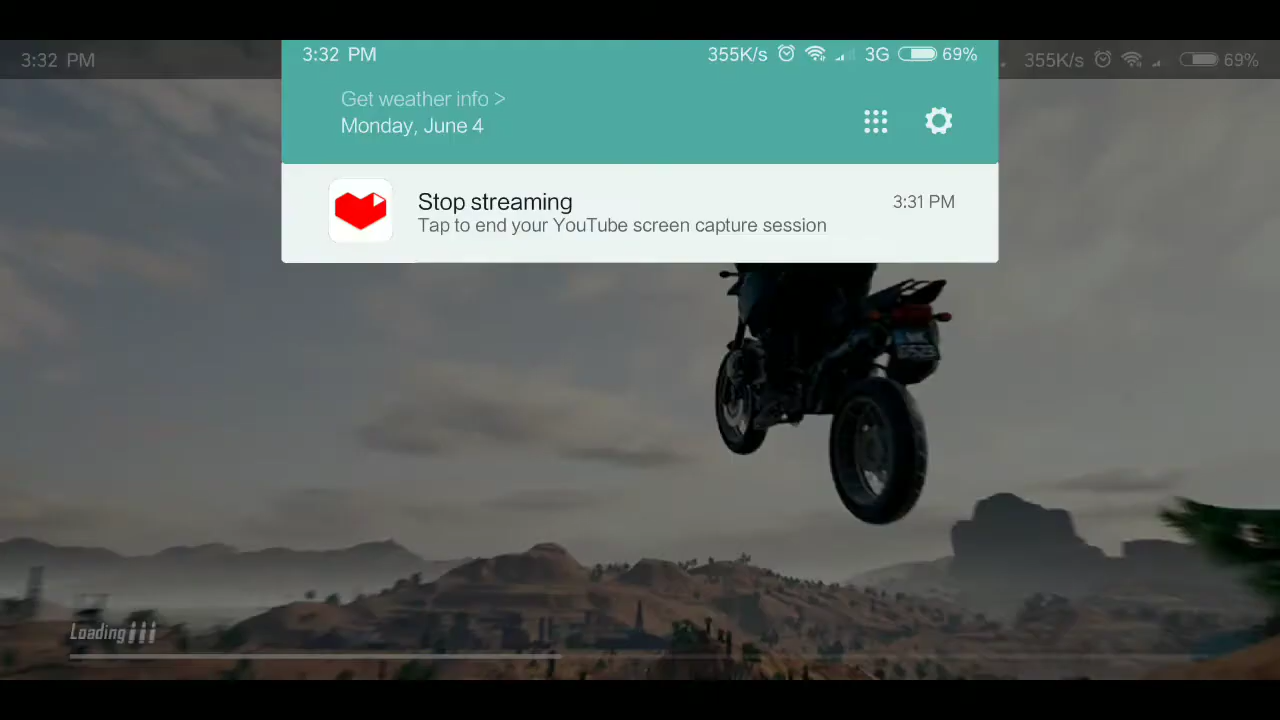 3:32 PM
355K/s 69%
3:32 PM 355K/s 3G 69%
Get weather info >
Monday, June 4
Stop streaming 3:31 PM
Tap to end your YouTube screen capture session
Loading